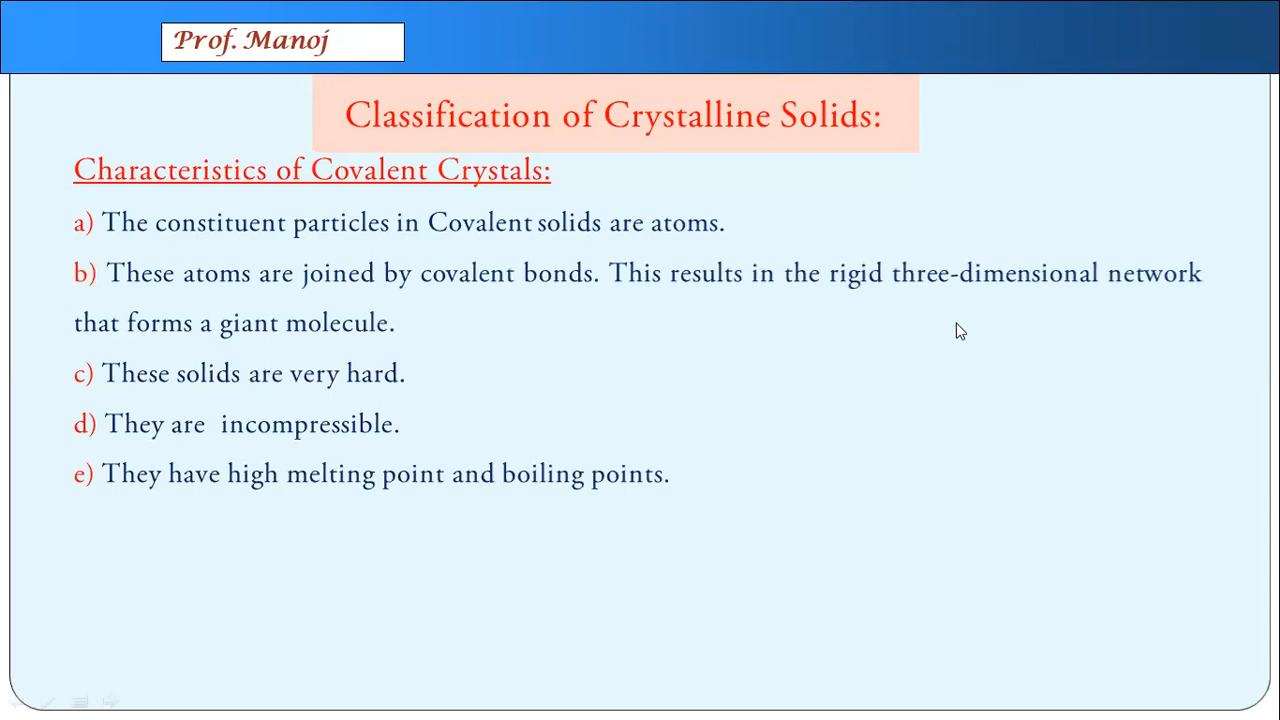 Prof. Manoj
Classification of Crystalline Solids:
Characteristics of Covalent Crystals:
a) The constituent particles in Covalent solids are atoms.
b) These atoms are joined by covalent bonds. This results in the rigid three-dimensional network
that forms a giant molecule.
c) These solids are very hard.
d) They are  incompressible.
e) They have high melting point and boiling points.